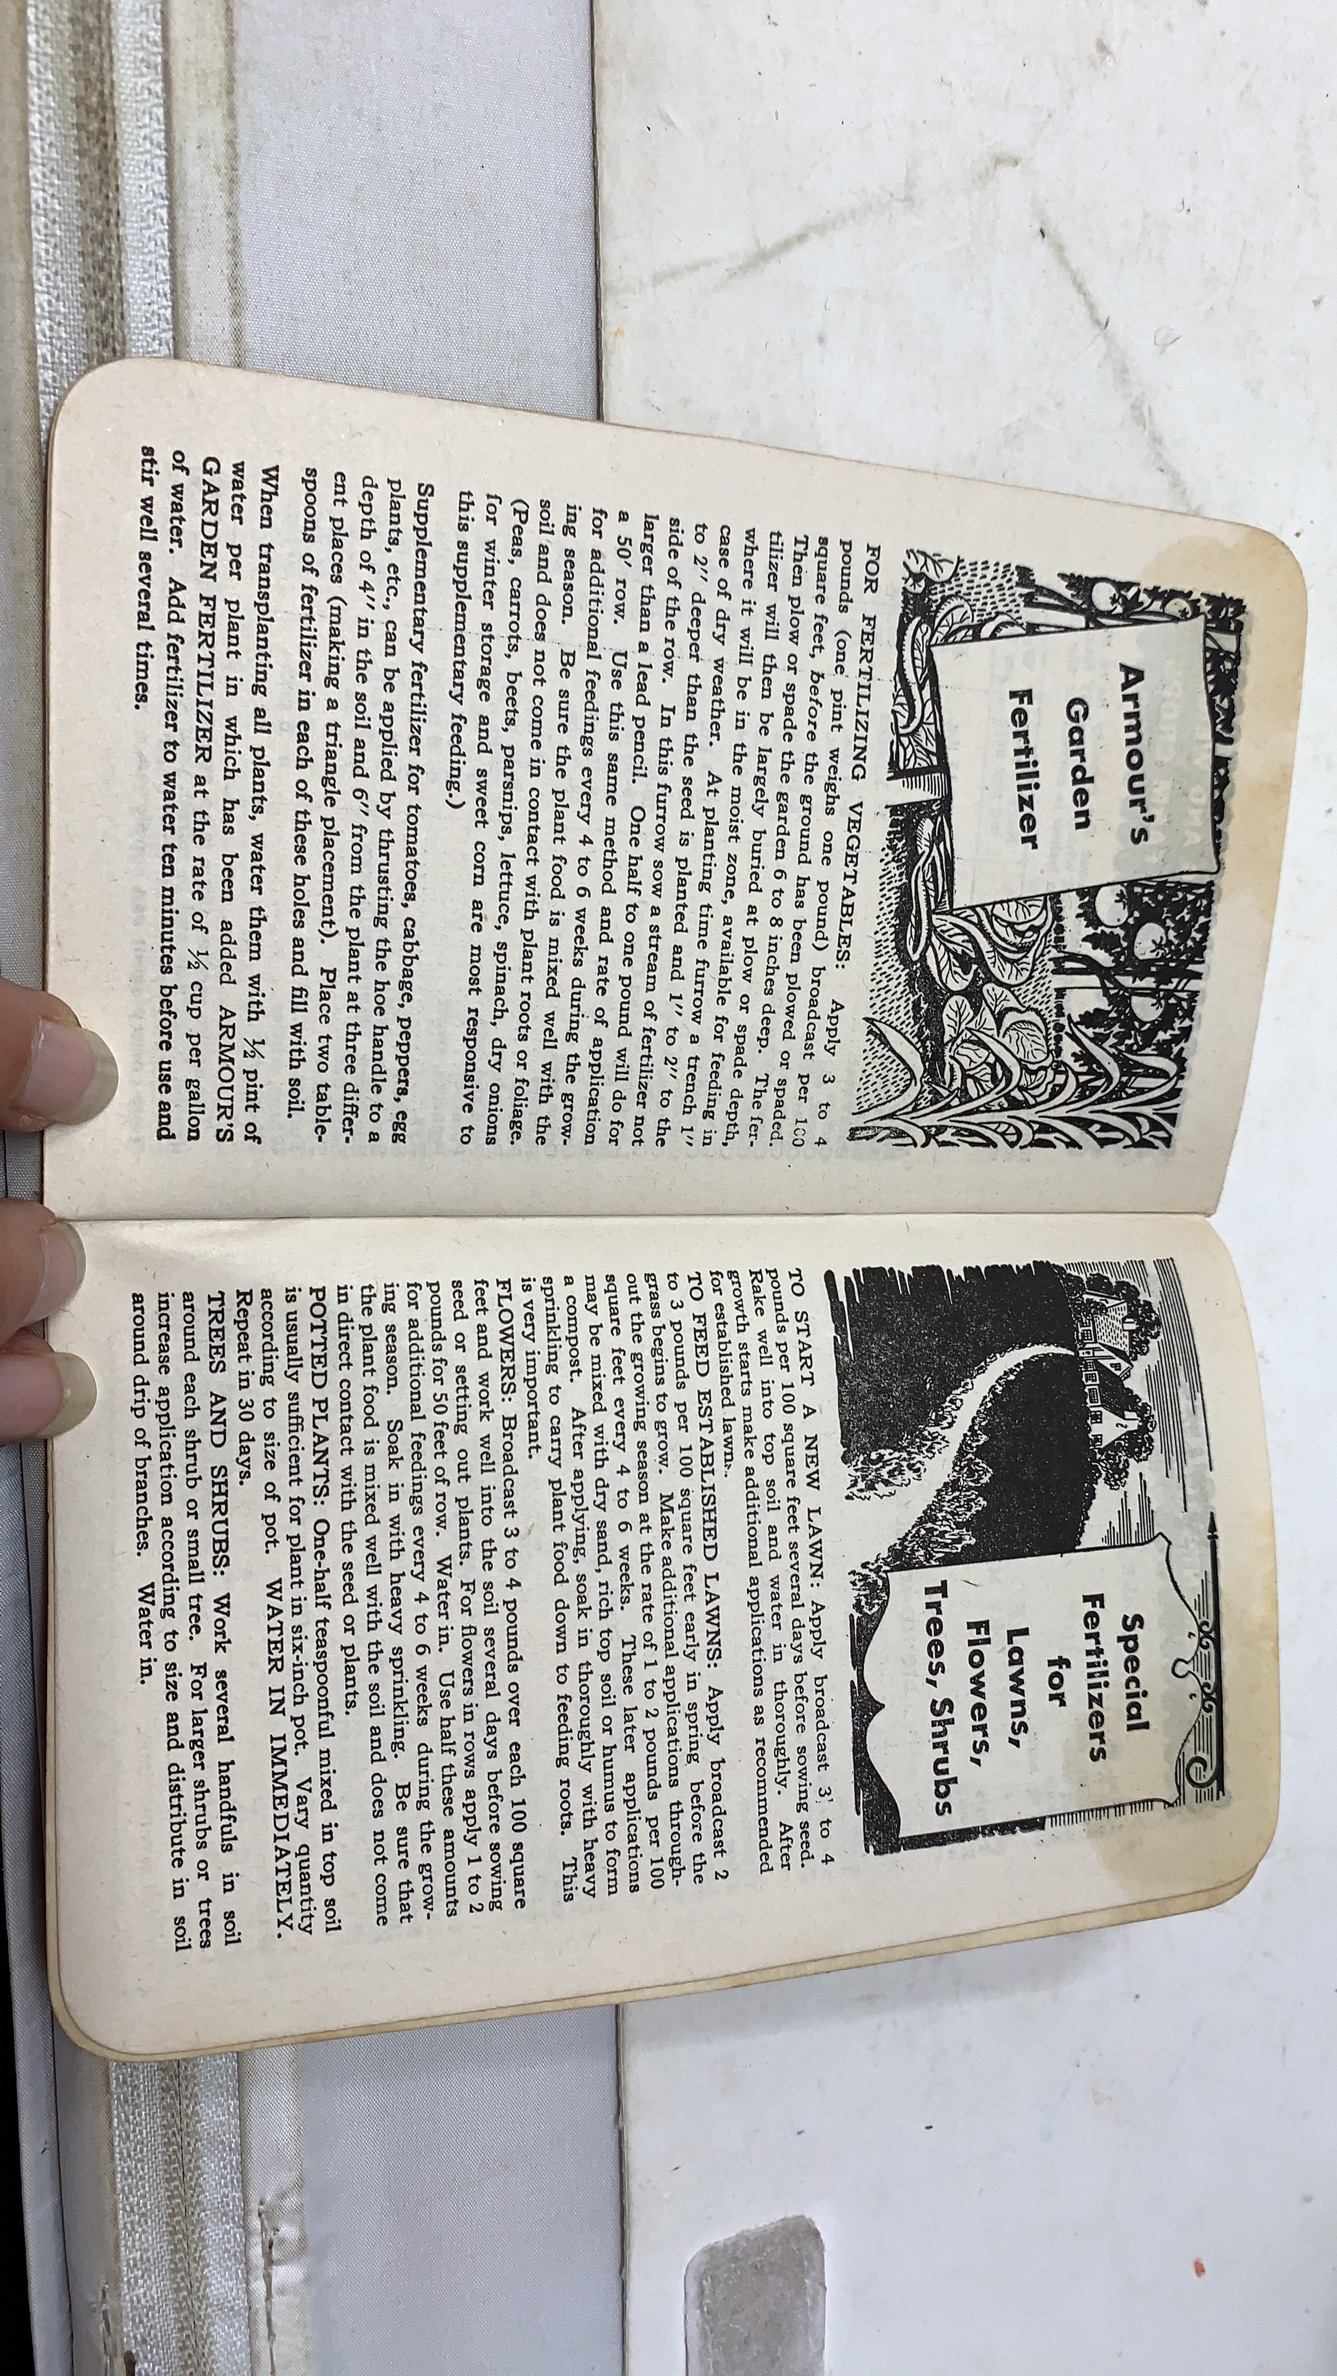 Armour's
Garden
Fertilizer
FOR FERTILIZING VEGETABLES: Apply 3 to 4
pounds (one pint weighs one pound) broadcast per 100
square feet, before the ground has been plowed or spaded.
Then plow or spade the garden 6 to 8 inches deep. The fer-
tilizer will then be largely buried at plow or spade depth,
where it will be in the moist zone, available for feeding in
case of dry weather. At planting time furrow a trench 1"
to 2" deeper than the seed is planted and 1" to 2" to the
side of the row. In this furrow sow a stream of fertilizer not
larger than a lead pencil. One half to one pound will do for
a 50' row. Use this same method and rate of application
for additional feedings every 4 to 6 weeks during the grow-
ing season. Be sure the plant food is mixed well with the
soil and does not come in contact with plant roots or foliage.
(Peas, carrots, beets, parsnips, lettuce, spinach, dry onions
for winter storage and sweet corn are most responsive to
this supplementary feeding.)
Supplementary fertilizer for tomatoes, cabbage, peppers, egg
plants, etc., can be applied by thrusting the hoe handle to a
depth of 4" in the soil and 6" from the plant at three differ-
ent places (making a triangle placement). Place two table-
spoons of fertilizer in each of these holes and fill with soil.
When transplanting all plants, water them with ½ pint of
water per plant in which has been added ARMOUR'S
GARDEN FERTILIZER at the rate of ½ cup per gallon
of water. Add fertilizer to water ten minutes before use and
stir well several times.
Special
Fertilizers
for
Lawns,
Flowers,
Trees, Shrubs
TO START A NEW LAWN: Apply broadcast 3 to 4
pounds per 100 square feet several days before sowing seed.
Rake well into top soil and water in thoroughly. After
growth starts make additional applications as recommended
for established lawns.
TO FEED ESTABLISHED LAWNS: Apply broadcast 2
to 3 pounds per 100 square feet early in spring before the
grass begins to grow. Make additional applications through-
out the growing season at the rate of 1 to 2 pounds per 100
square feet every 4 to 6 weeks. These later applications
may be mixed with dry sand, rich top soil or humus to form
a compost. After applying, soak in thoroughly with heavy
sprinkling to carry plant food down to feeding roots. This
is very important.
FLOWERS: Broadcast 3 to 4 pounds over each 100 square
feet and work well into the soil several days before sowing
seed or setting out plants. For flowers in rows apply 1 to 2
pounds for 50 feet of row. Water in. Use half these amounts
for additional feedings every 4 to 6 weeks during the grow-
ing season. Soak in with heavy sprinkling. Be sure that
the plant food is mixed well with the soil and does not come
in direct contact with the seed or plants.
POTTED PLANTS: One-half teaspoonful mixed in top soil
is usually sufficient for plant in six-inch pot. Vary quantity
according to size of pot. WATER IN IMMEDIATELY.
Repeat in 30 days.
TREES AND SHRUBS: Work several handfuls in soil
around each shrub or small tree. For larger shrubs or trees
increase application according to size and distribute in soil
around drip of branches. Water in.